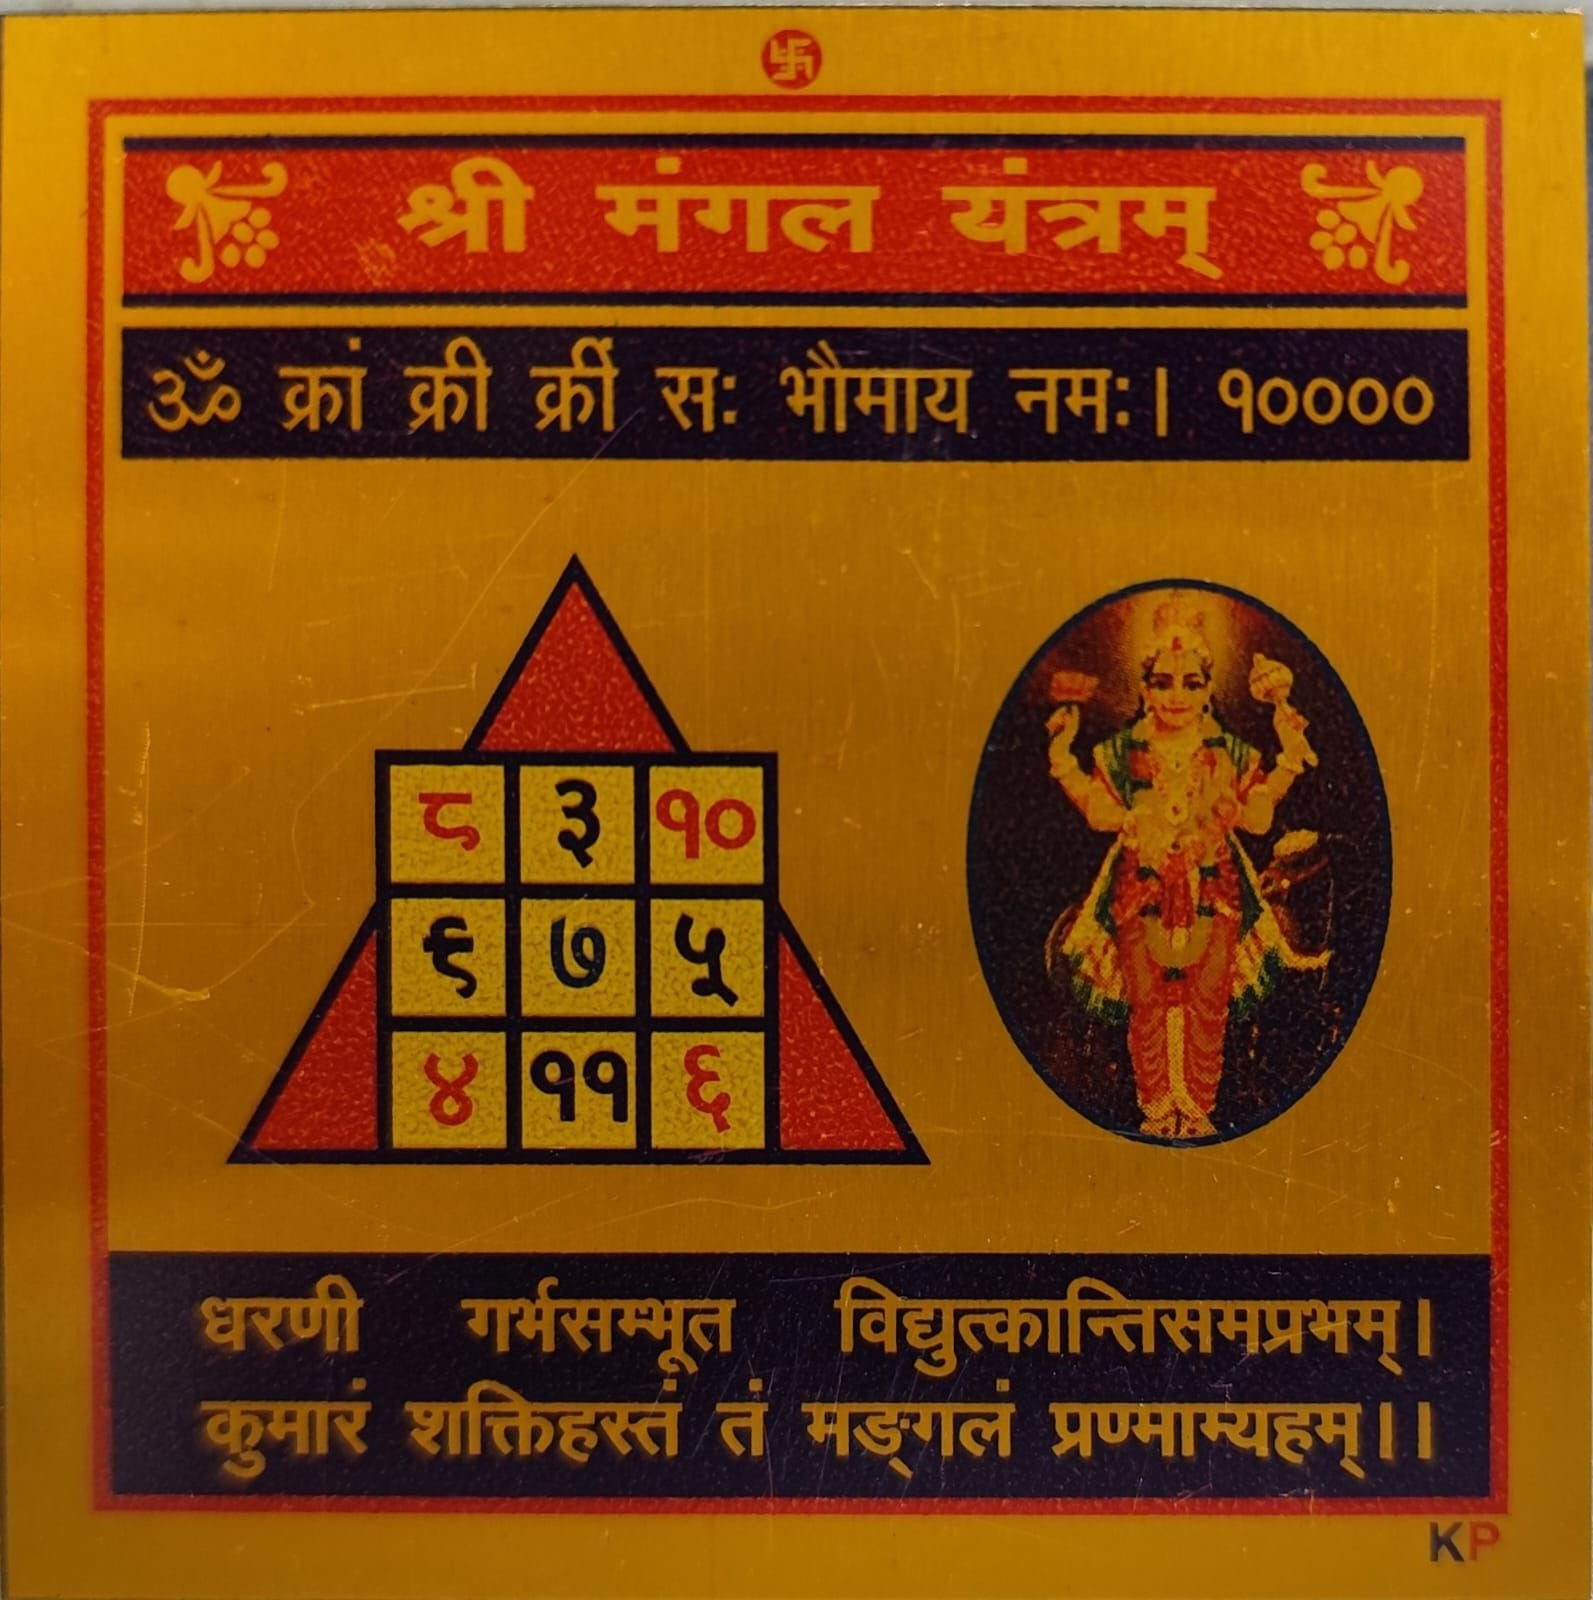 श्री मंगल यंत्रम्
ॐ क्रां क्री क्रीं सः भौमाय नमः। १००००
८ ३ १०
९ ७ ५
४ ११ ६
धरणी गर्भसम्भूत विद्युत्कान्तिसमप्रभम्।
कुमारं शक्तिहस्तं तं मङ्गलं प्रण्माम्यहम्।।
KP